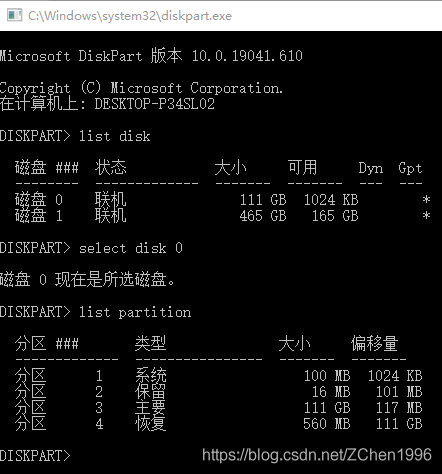 C:\Windows\system32\diskpart.exe
Microsoft DiskPart 版本 10.0.19041.610
Copyright (C) Microsoft Corporation.
在计算机上: DESKTOP-P34SL02
DISKPART> list disk
磁盘 ### 状态 大小 可用 Dyn Gpt
-------- ------------- ------- ------- --- ---
磁盘 0 联机 111 GB 1024 KB *
磁盘 1 联机 465 GB 165 GB *
DISKPART> select disk 0
磁盘 0 现在是所选磁盘。
DISKPART> list partition
分区 ### 类型 大小 偏移量
------------- ---------------- ------- -------
分区 1 系统 100 MB 1024 KB
分区 2 保留 16 MB 101 MB
分区 3 主要 111 GB 117 MB
分区 4 恢复 560 MB 111 GB
DISKPART>
https://blog.csdn.net/ZChen1996